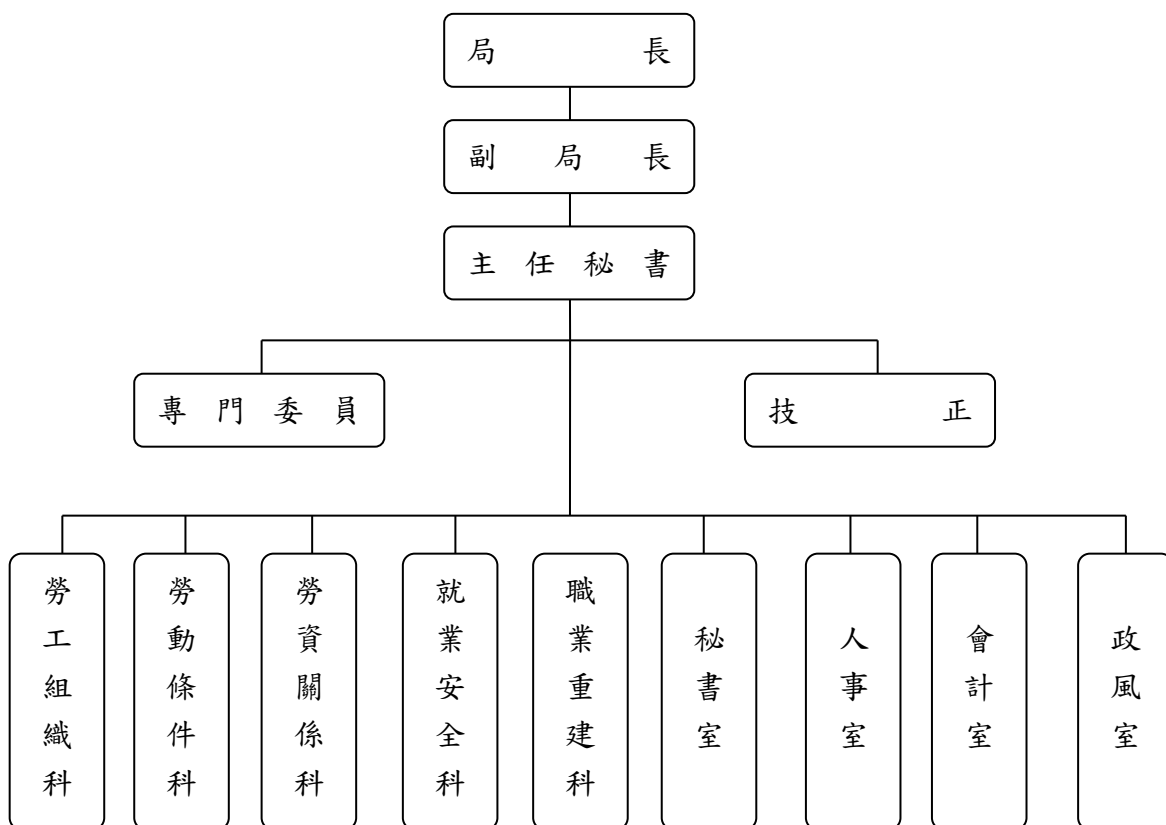 局長
副局長
主任秘書
專門委員
技正
勞工組織科
勞動條件科
勞資關係科
就業安全科
職業重建科
秘書室
人事室
會計室
政風室